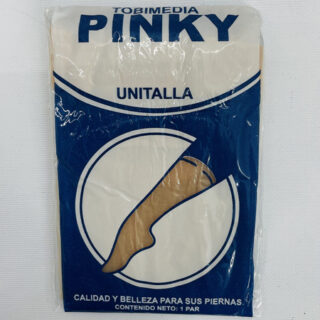 TOBIMEDIA
PINKY
UNITALLA
CALIDAD Y BELLEZA PARA SUS PIERNAS.
CONTENIDO NETO: 1 PAR